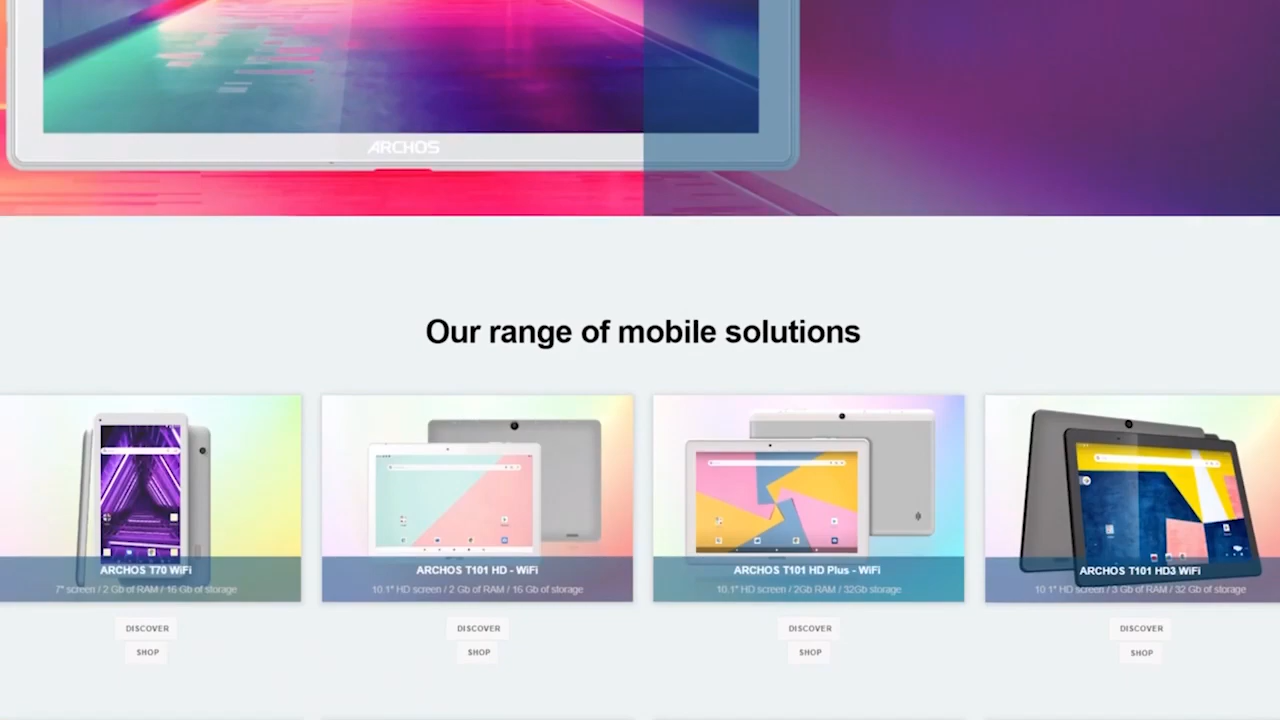 ARCHOS
Our range of mobile solutions
ARCHOS T70 WiFi
7" screen / 2 Gb of RAM / 16 Gb of storage
DISCOVER
SHOP
ARCHOS T101 HD - WiFi
10.1" HD screen / 2 Gb of RAM / 16 Gb of storage
DISCOVER
SHOP
ARCHOS T101 HD Plus - WiFi
10.1" HD screen / 2Gb RAM / 32Gb storage
DISCOVER
SHOP
ARCHOS T101 HD3 WiFi
10 1" HD screen / 3 Gb of RAM / 32 Gb of storage
DISCOVER
SHOP